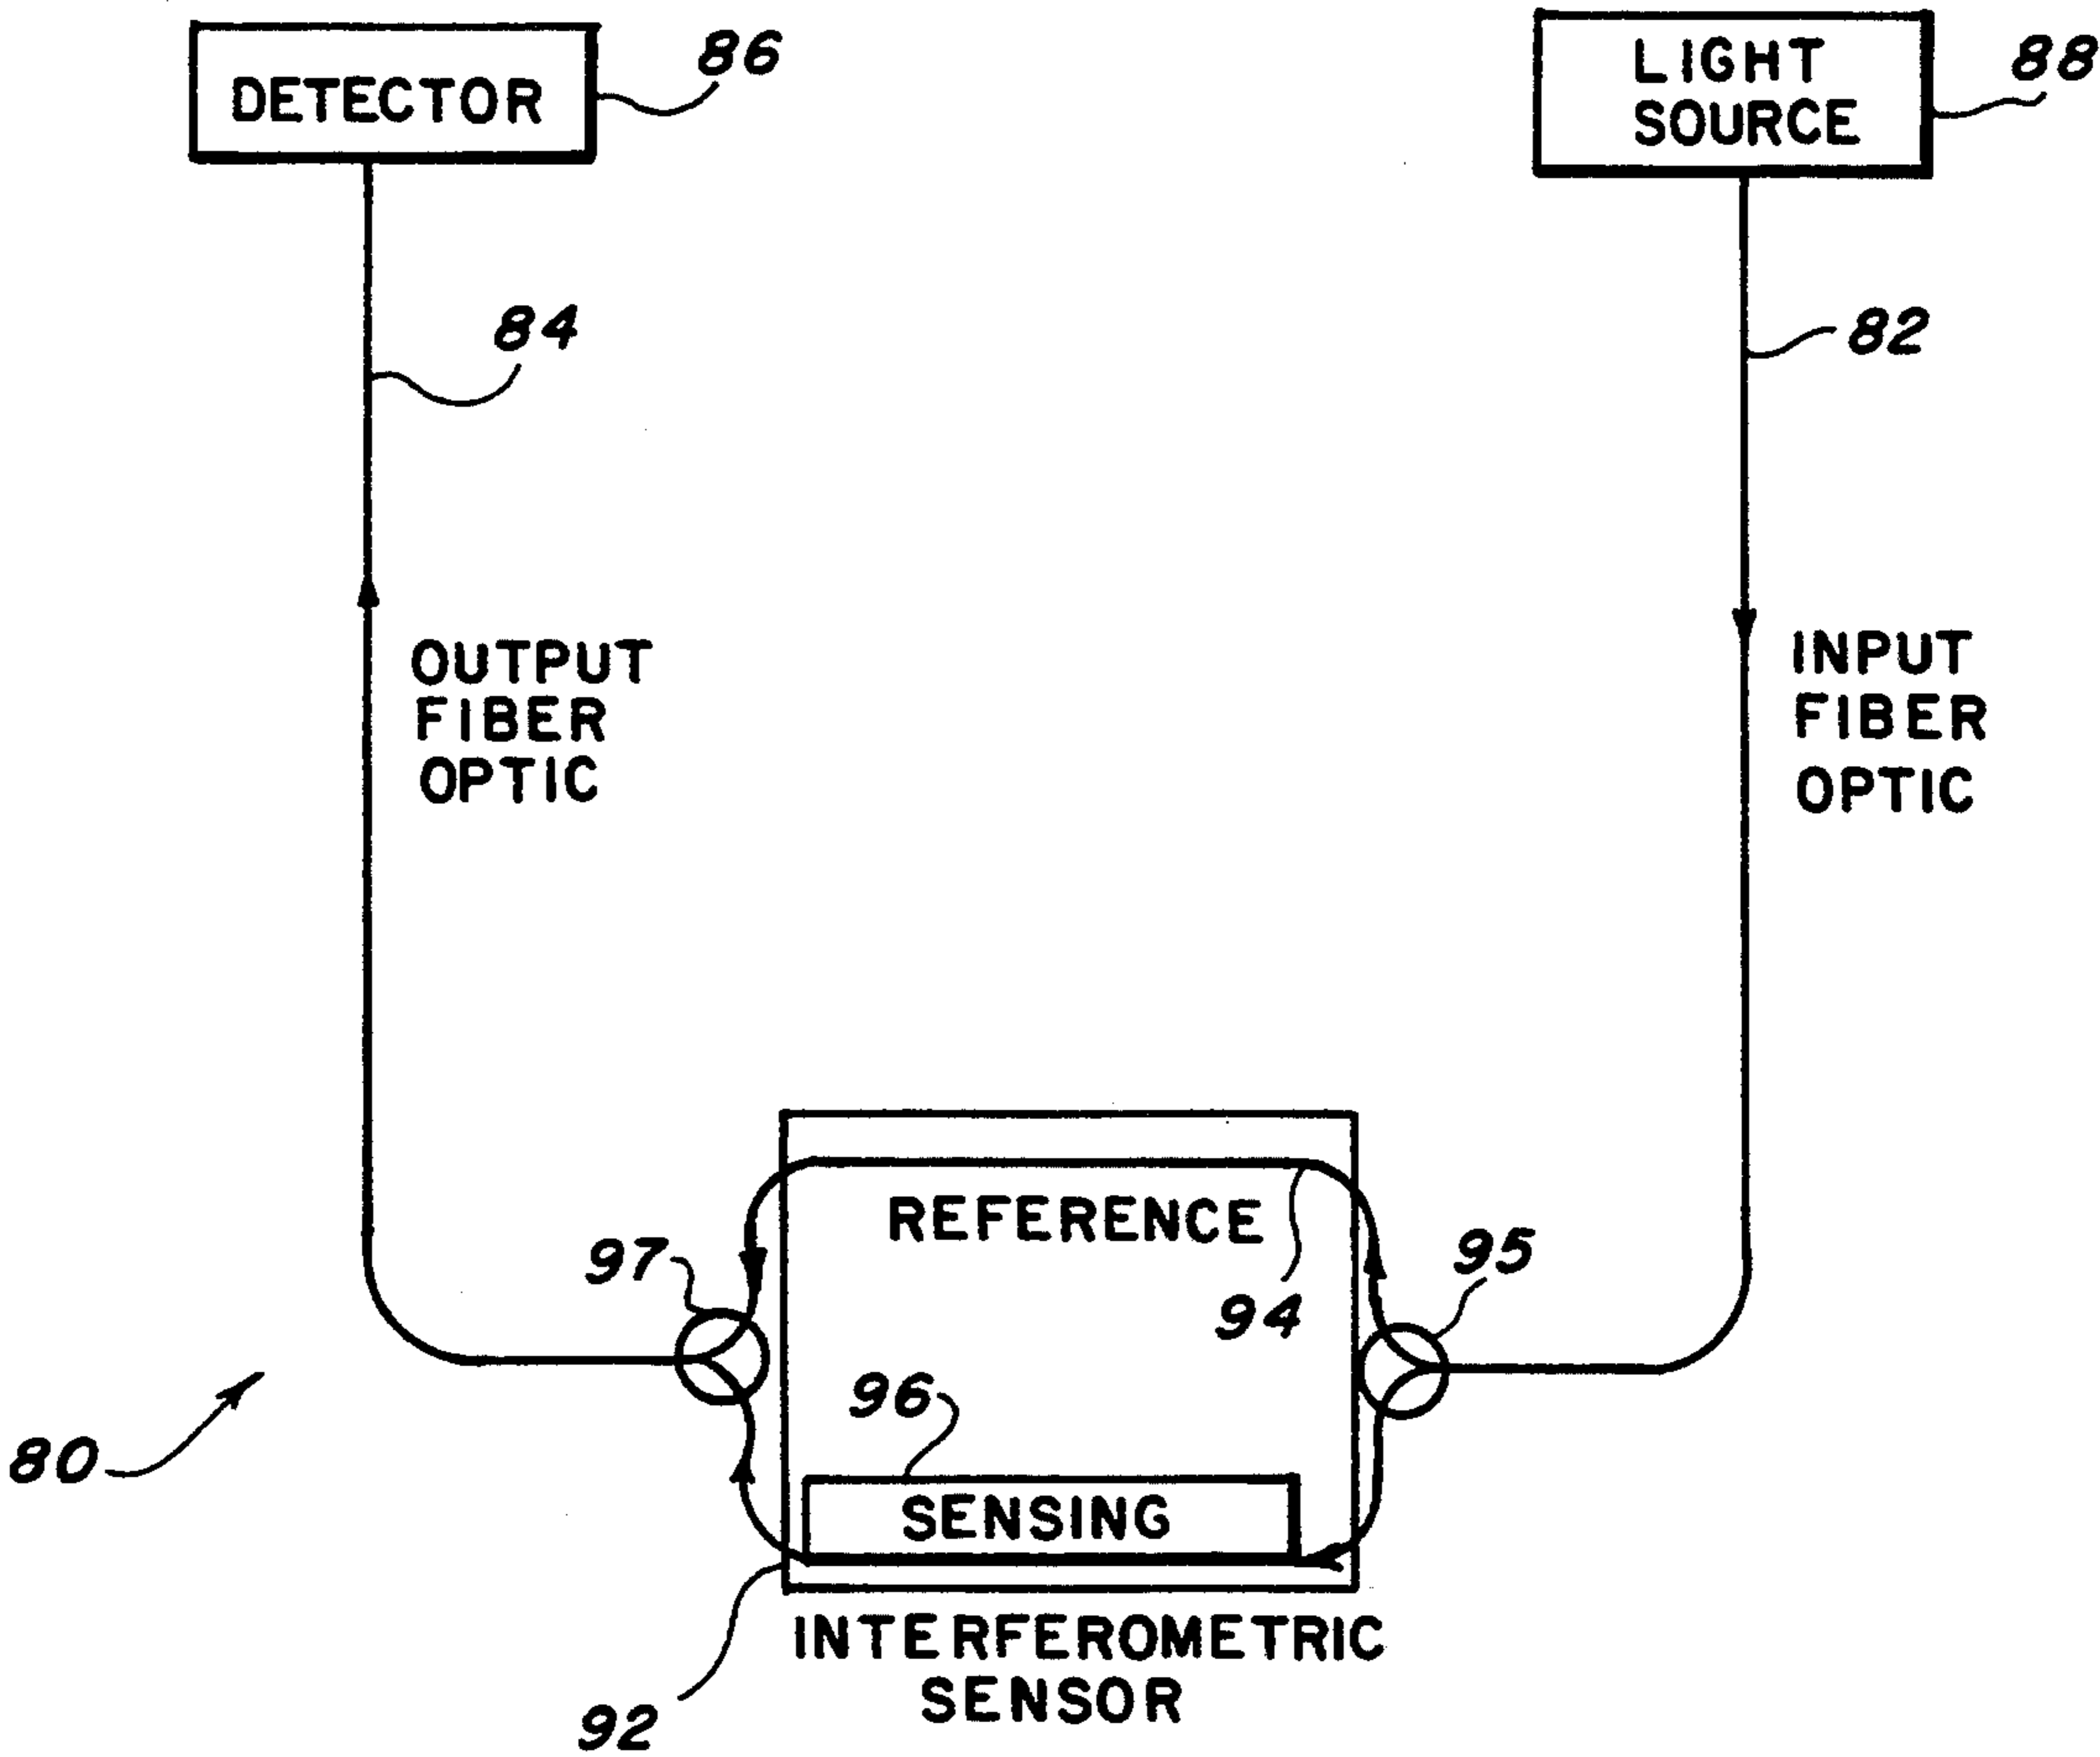 DETECTOR
86
LIGHT
SOURCE
88
84
82
OUTPUT
FIBER
OPTIC
INPUT
FIBER
OPTIC
REFERENCE
97
95
94
96
80
SENSING
INTERFEROMETRIC
SENSOR
92